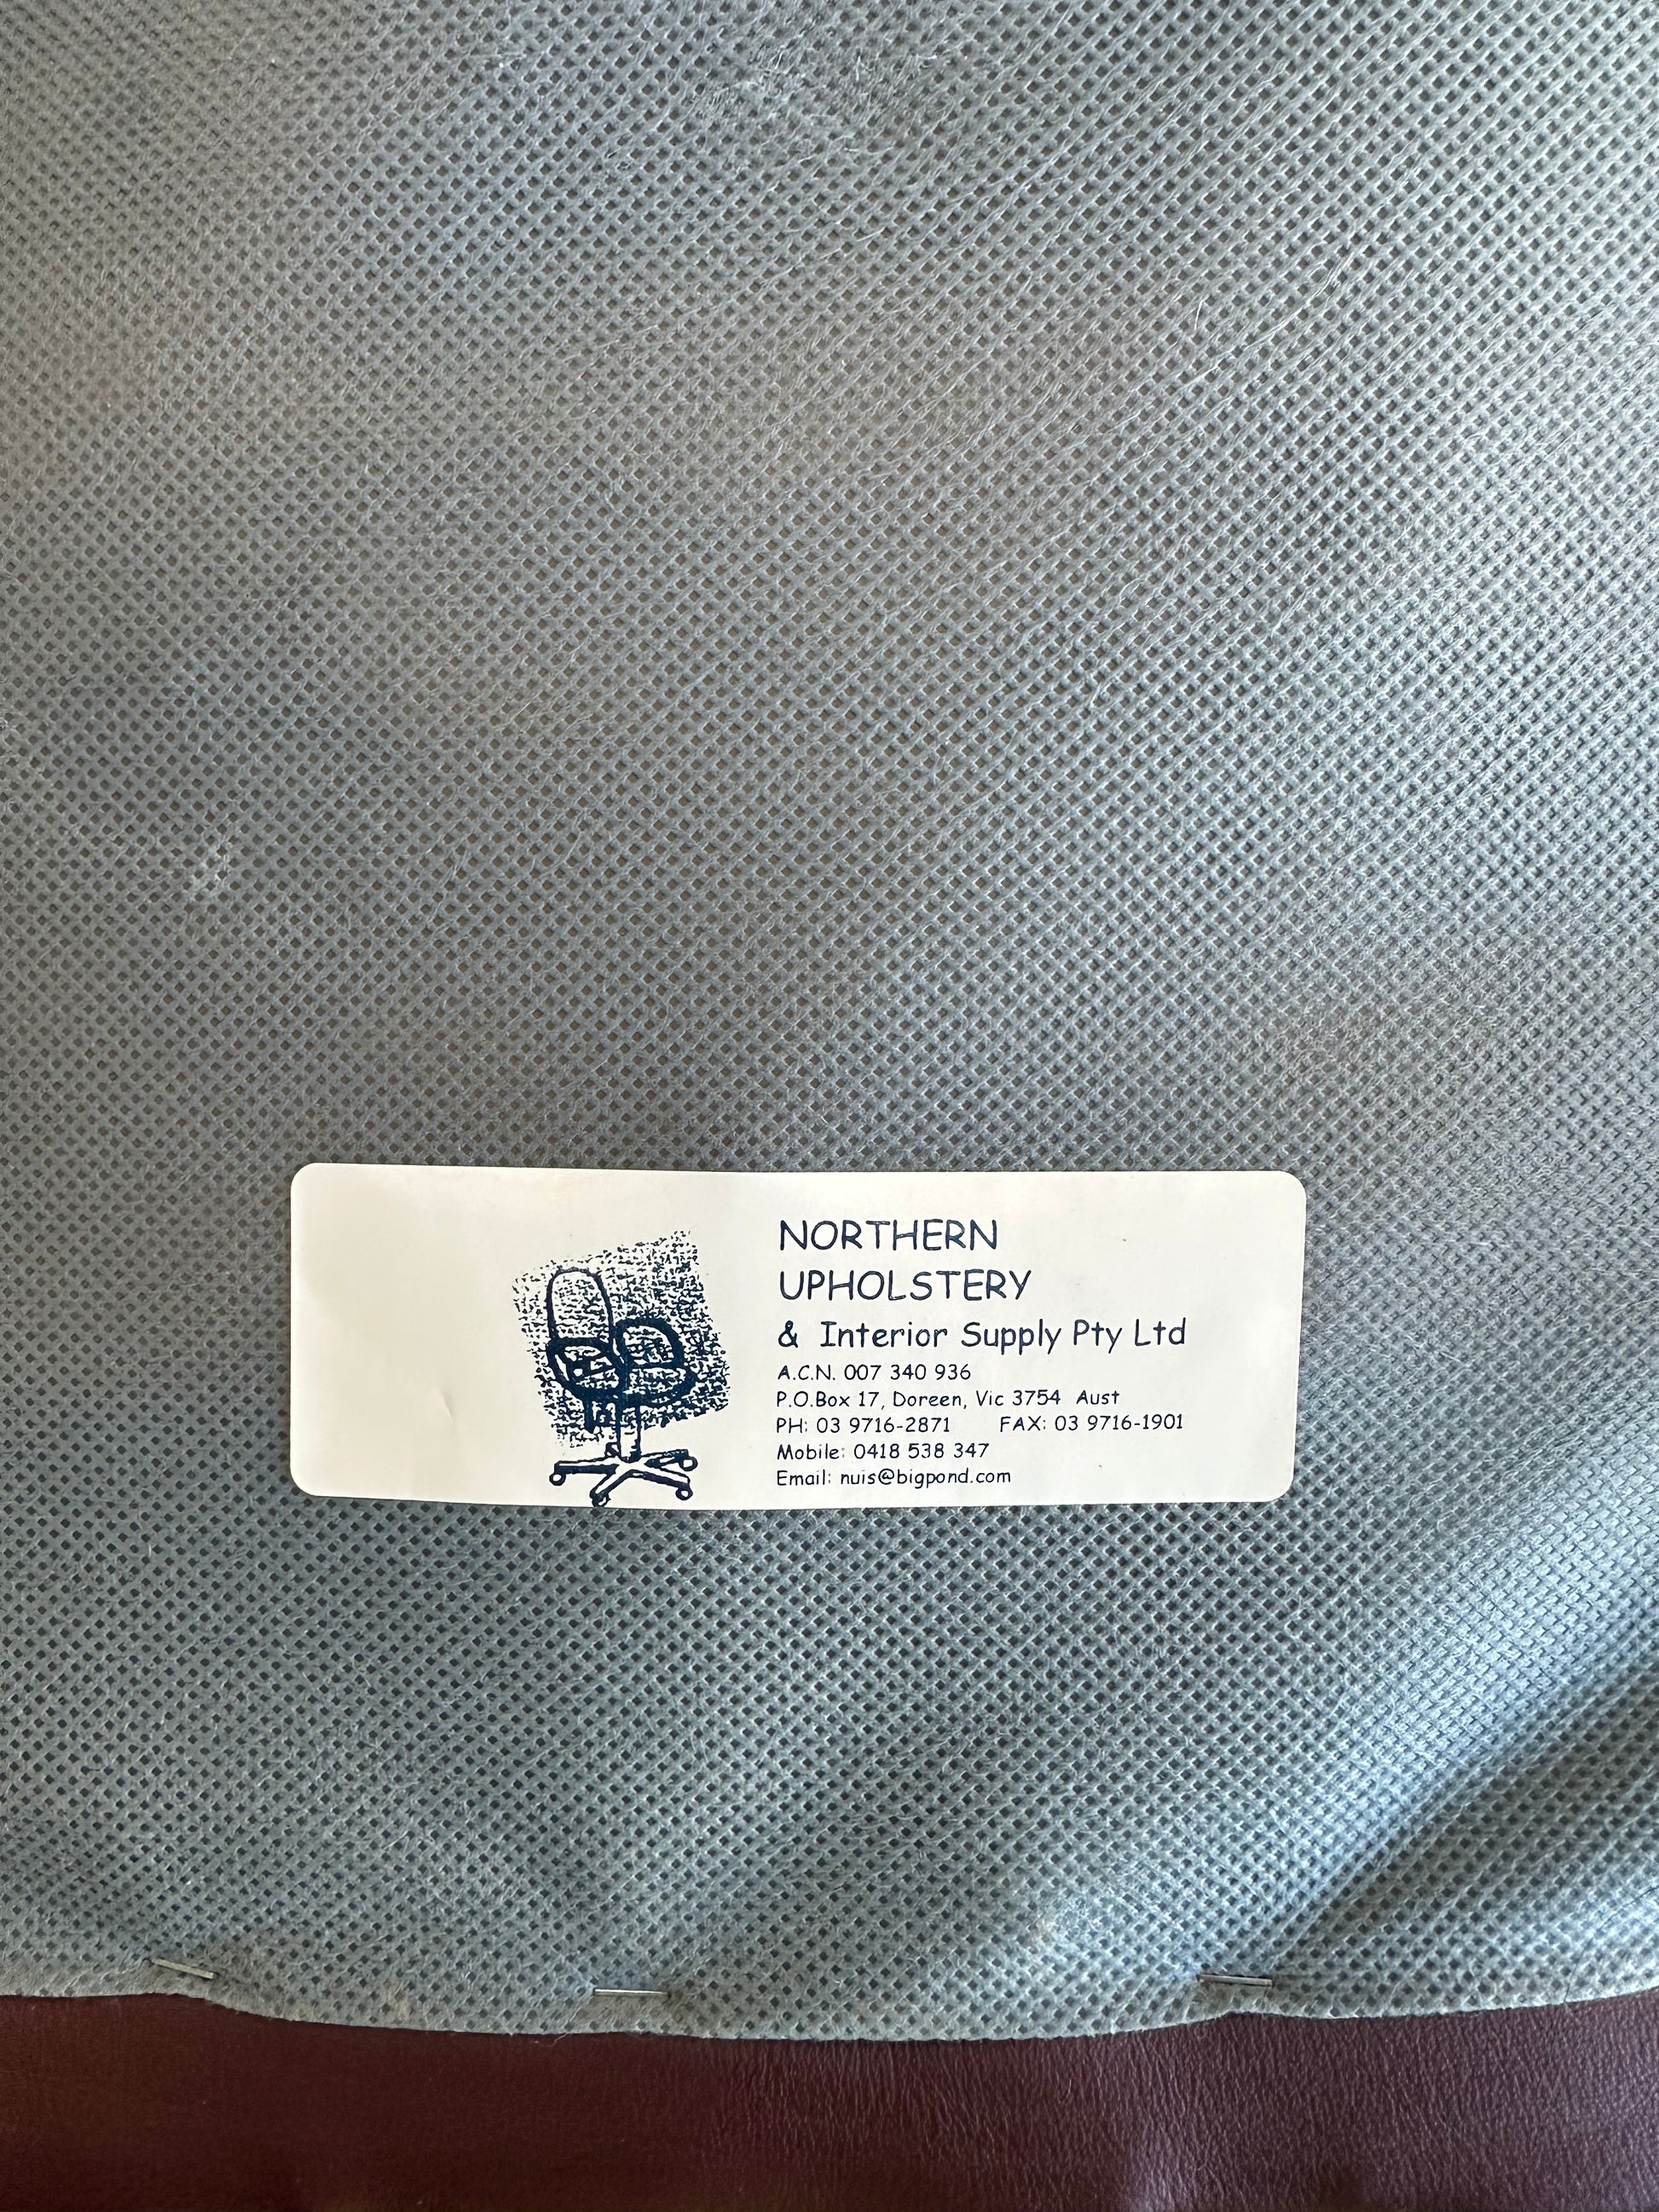 NORTHERN
UPHOLSTERY
& Interior Supply Pty Ltd
A.C.N. 007 340 936
P.O.Box 17, Doreen, Vic 3754 Aust
PH: 03 9716-2871 FAX: 03 9716-1901
Mobile: 0418 538 347
Email: nuis@bigpond.com